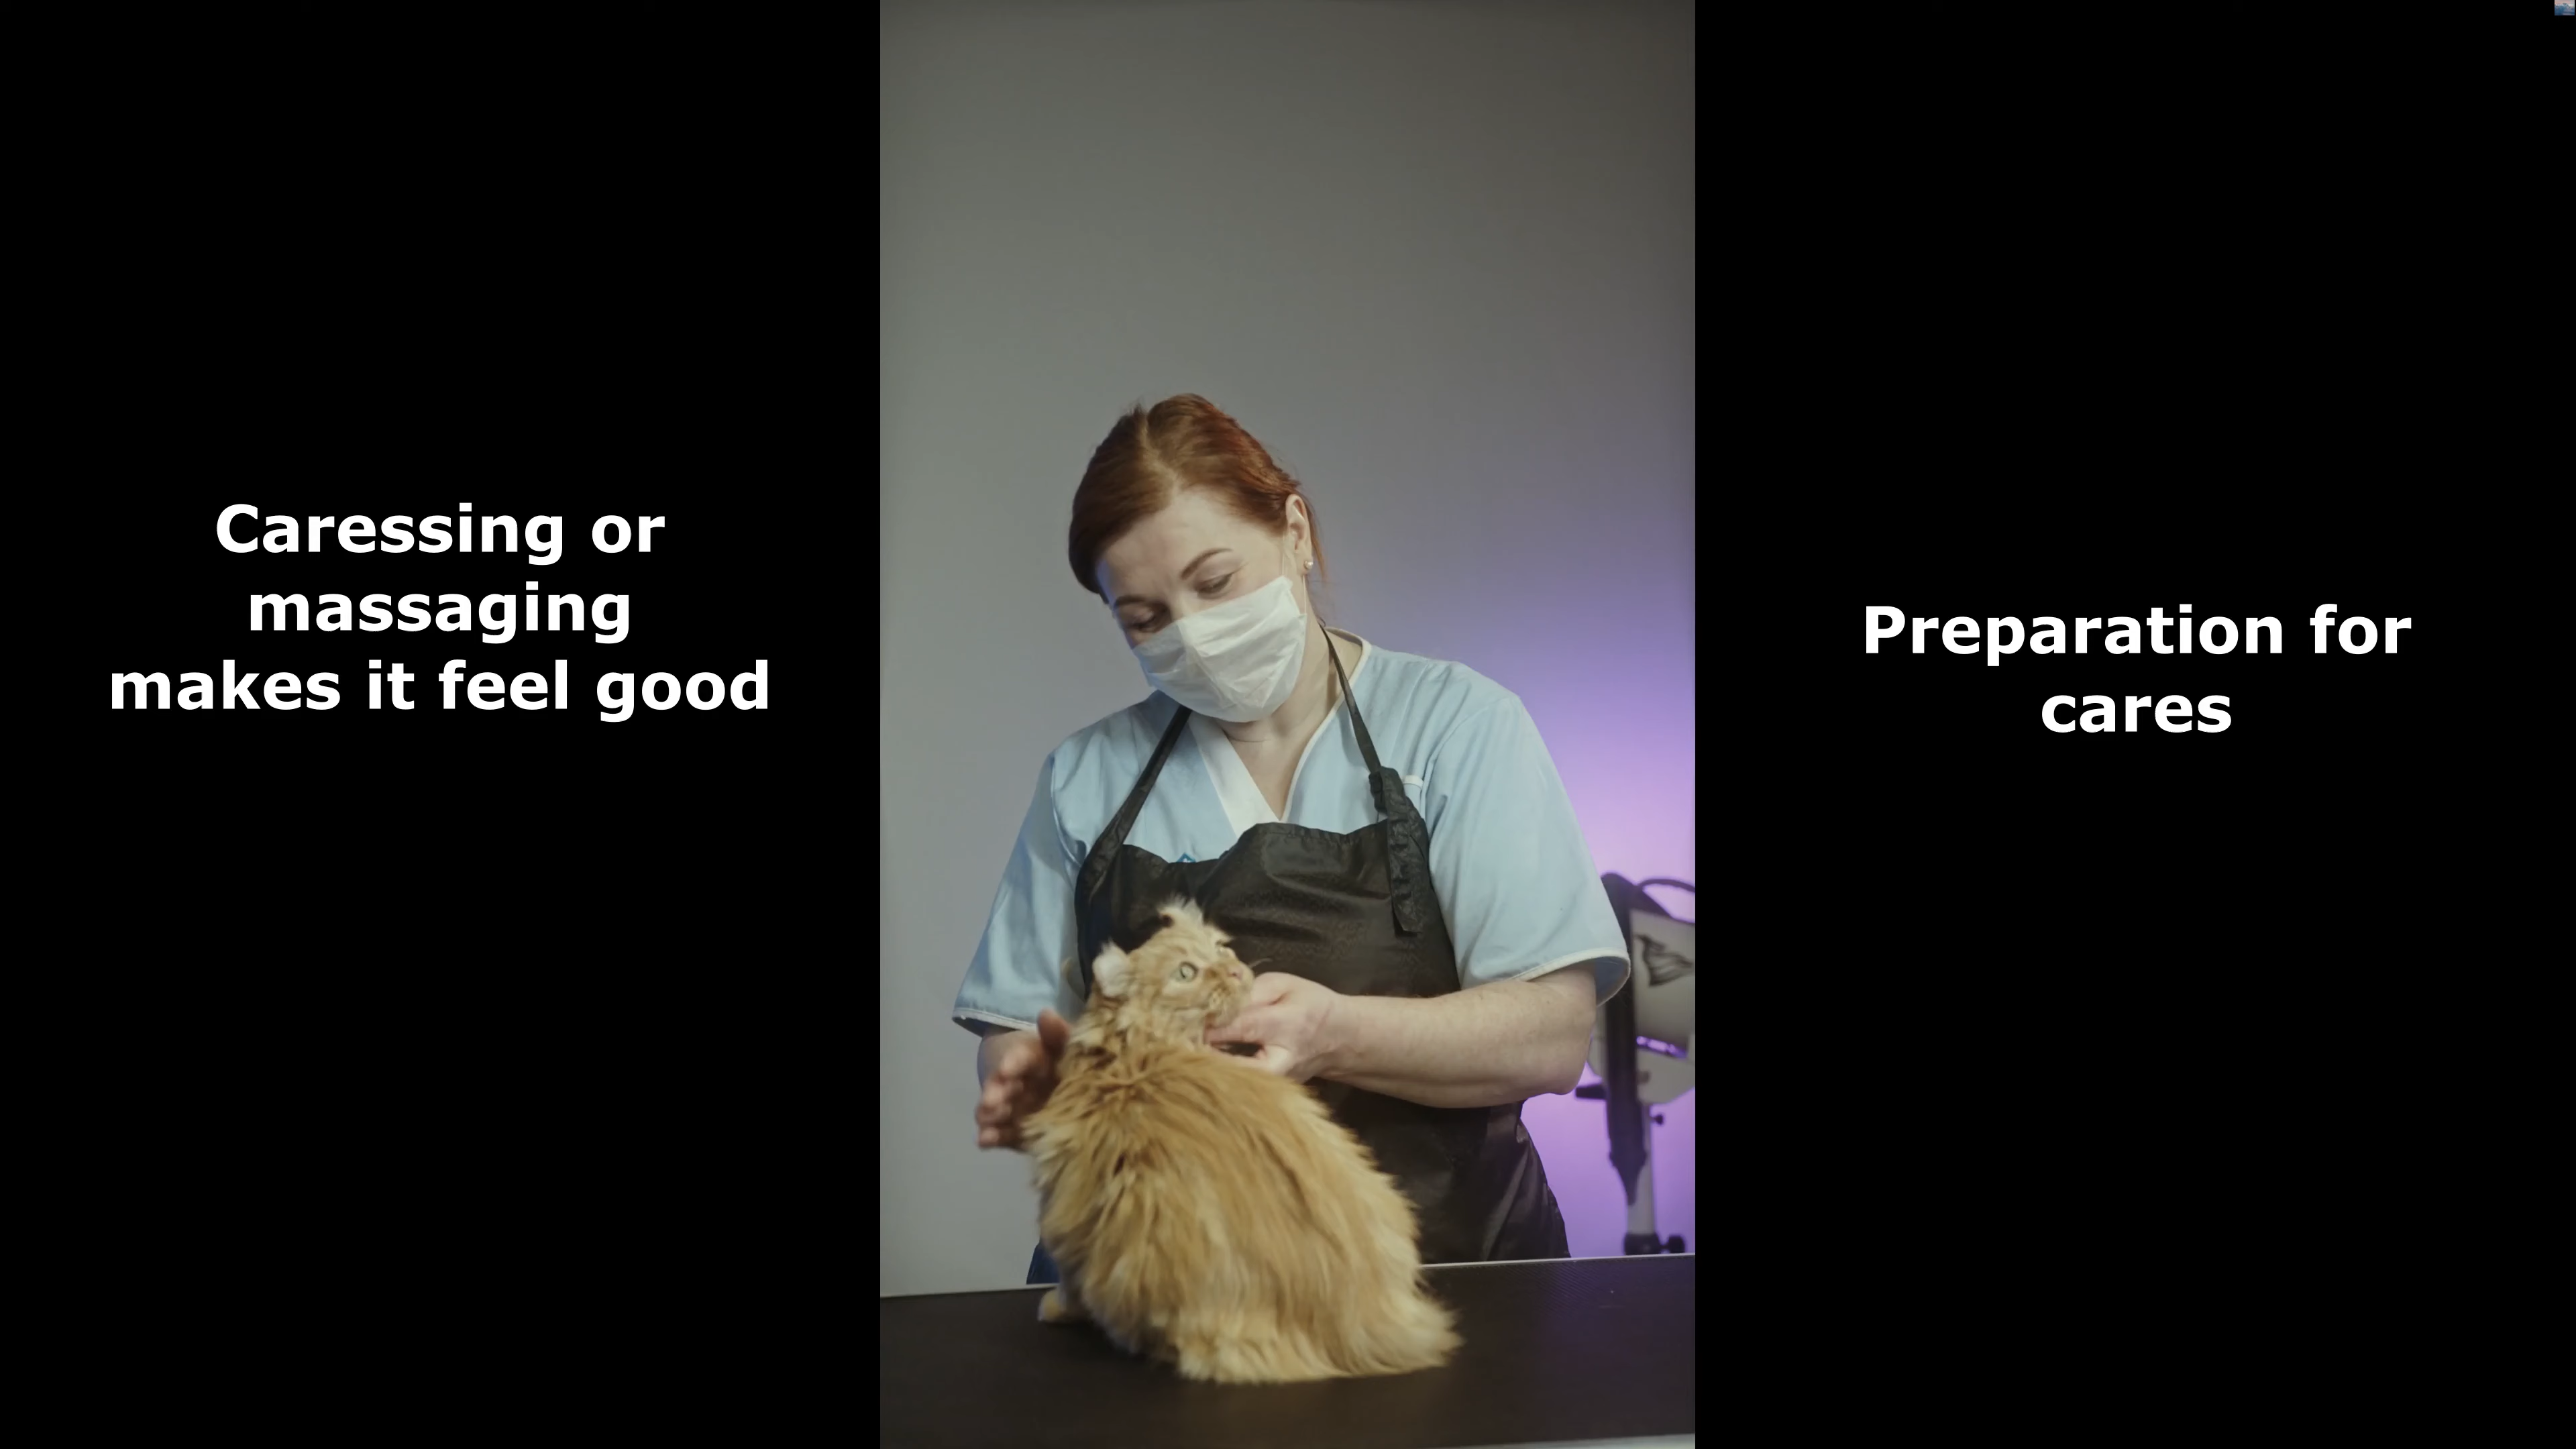 Caressing or
massaging
makes it feel good
Preparation for
cares